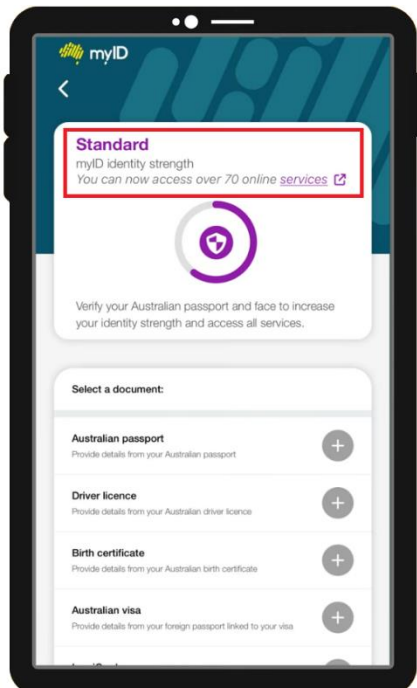 myID
Standard
myID identity strength
You can now access over 70 online services
Verify your Australian passport and face to increase
your identity strength and access all services.
Select a document:
Australian passport
Provide details from your Australian passport
Driver licence
Provide details from your Australian driver licence
Birth certificate
Provide details from your Australian birth certificate
Australian visa
Provide details from your foreign passport linked to your visa